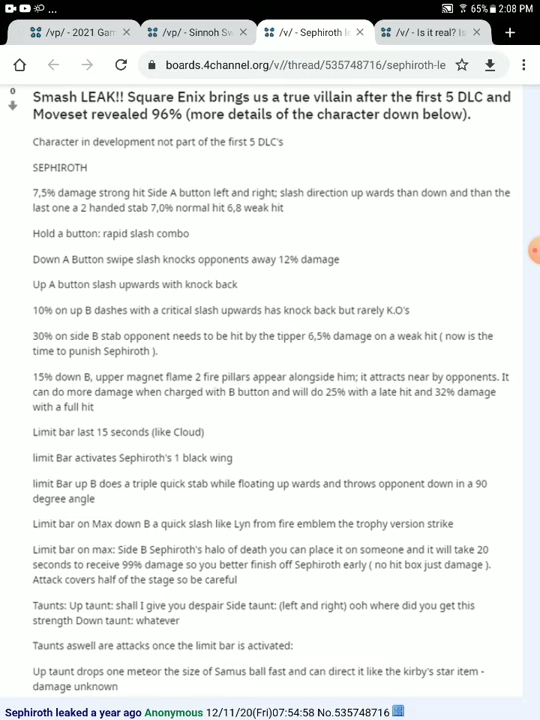 65% 2:08 PM
/vp/ - 2021 Gam
/vp/ - Sinnoh Sw
/v/ - Sephiroth le
/v/ - Is it real? Is
boards.4channel.org/v//thread/535748716/sephiroth-le
0
Smash LEAK!! Square Enix brings us a true villain after the first 5 DLC and
Moveset revealed 96% (more details of the character down below).
Character in development not part of the first 5 DLC's
SEPHIROTH
7,5% damage strong hit Side A button left and right; slash direction up wards than down and than the
last one a 2 handed stab 7,0% normal hit 6,8 weak hit
Hold a button: rapid slash combo
Down A Button swipe slash knocks opponents away 12% damage
Up A button slash upwards with knock back
10% on up B dashes with a critical slash upwards has knock back but rarely K.O's
30% on side B stab opponent needs to be hit by the tipper 6,5% damage on a weak hit ( now is the
time to punish Sephiroth ).
15% down B, upper magnet flame 2 fire pillars appear alongside him; it attracts near by opponents. It
can do more damage when charged with B button and will do 25% with a late hit and 32% damage
with a full hit
Limit bar last 15 seconds (like Cloud)
limit Bar activates Sephiroth's 1 black wing
limit Bar up B does a triple quick stab while floating up wards and throws opponent down in a 90
degree angle
Limit bar on Max down B a quick slash like Lyn from fire emblem the trophy version strike
Limit bar on max: Side B Sephiroth's halo of death you can place it on someone and it will take 20
seconds to receive 99% damage so you better finish off Sephiroth early ( no hit box just damage ).
Attack covers half of the stage so be careful
Taunts: Up taunt: shall I give you despair Side taunt: (left and right) ooh where did you get this
strength Down taunt: whatever
Taunts aswell are attacks once the limit bar is activated:
Up taunt drops one meteor the size of Samus ball fast and can direct it like the kirby's star item -
damage unknown
Sephiroth leaked a year ago Anonymous 12/11/20(Fri)07:54:58 No.535748716